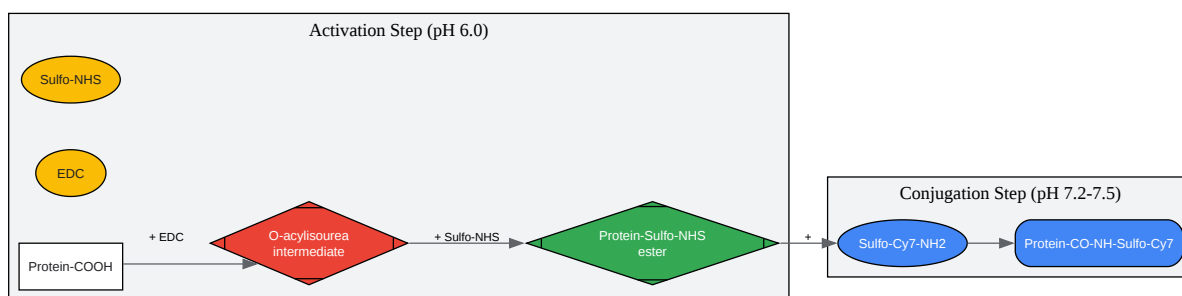 Activation Step (pH 6.0)
Sulfo-NHS
EDC
Protein-COOH
+ EDC
O-acylisourea
intermediate
+ Sulfo-NHS
Protein-Sulfo-NHS
ester
+
Conjugation Step (pH 7.2-7.5)
Sulfo-Cy7-NH2
Protein-CO-NH-Sulfo-Cy7